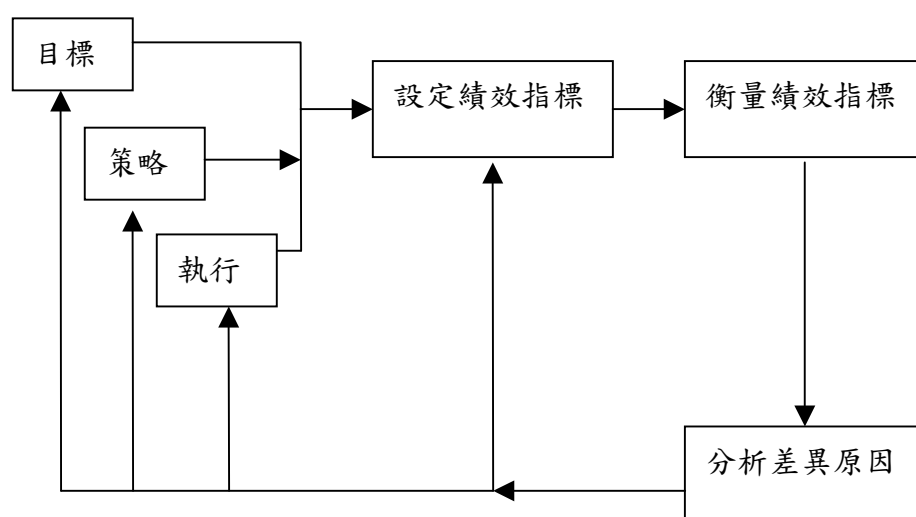 目標
設定績效指標
衡量績效指標
策略
執行
分析差異原因